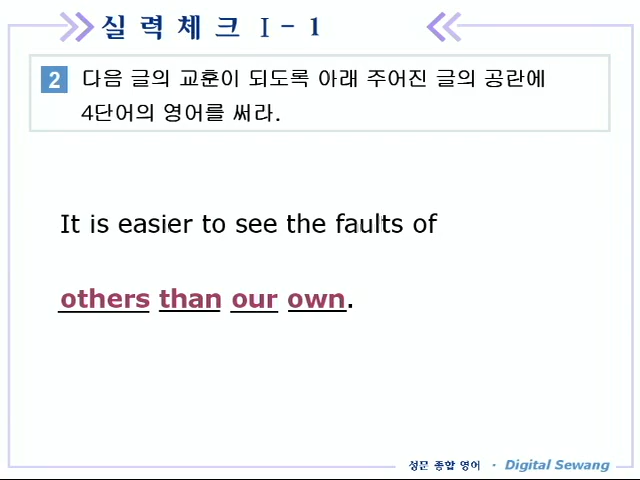 실 력 체 크 I - 1
2 다음 글의 교훈이 되도록 아래 주어진 글의 공란에
4단어의 영어를 써라.
It is easier to see the faults of
others than our own.
성문 종합 영어 · Digital Sewang